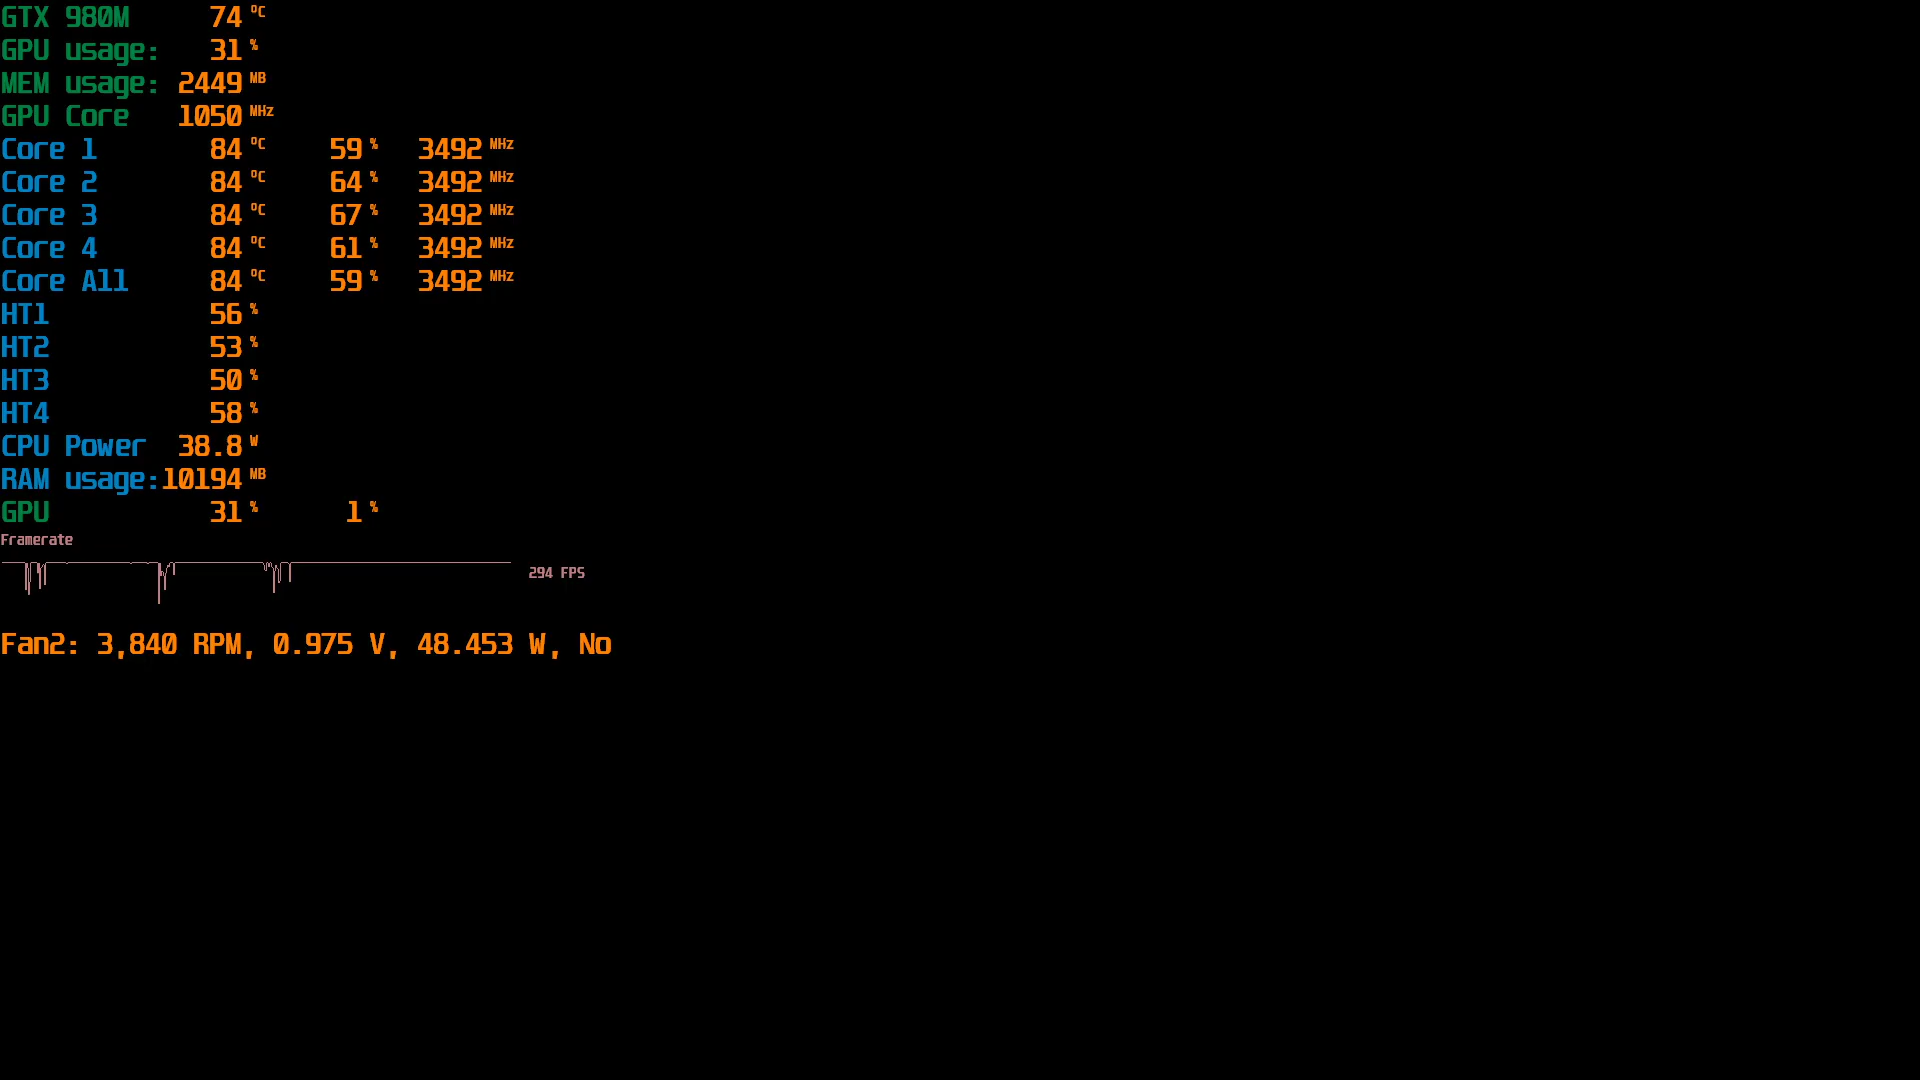 GTX 980M 74 °C
GPU usage: 31 %
MEM usage: 2449 MB
GPU Core 1050 MHz
Core 1 84 °C 59 % 3492 MHz
Core 2 84 °C 64 % 3492 MHz
Core 3 84 °C 67 % 3492 MHz
Core 4 84 °C 61 % 3492 MHz
Core All 84 °C 59 % 3492 MHz
HT1 56 %
HT2 53 %
HT3 50 %
HT4 58 %
CPU Power 38.8 W
RAM usage:10194 MB
GPU 31 % 1 %
Framerate
294 FPS
Fan2: 3,840 RPM, 0.975 V, 48.453 W, No